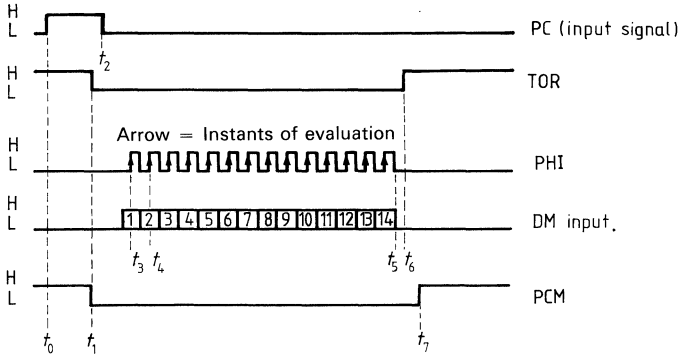 H
L
PC (input signal)
t2
H
L
TOR
Arrow = Instants of evaluation
H
L
PHI
1 2 3 4 5 6 7 8 9 10 11 12 13 14
DM input.
t3 t4 t5 t6
H
L
PCM
t0 t1 t7